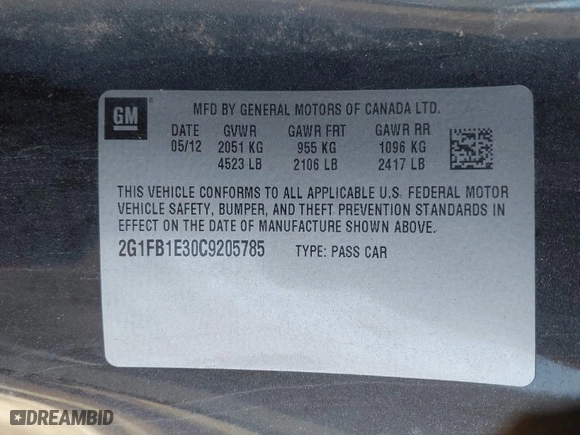 GM
MFD BY GENERAL MOTORS OF CANADA LTD.
DATE GVWR GAWR FRT GAWR RR
05/12 2051 KG 955 KG 1096 KG
4523 LB 2106 LB 2417 LB
THIS VEHICLE CONFORMS TO ALL APPLICABLE U.S. FEDERAL MOTOR
VEHICLE SAFETY, BUMPER, AND THEFT PREVENTION STANDARDS IN
EFFECT ON THE DATE OF MANUFACTURE SHOWN ABOVE.
2G1FB1E30C9205785 TYPE: PASS CAR
DREAMBID